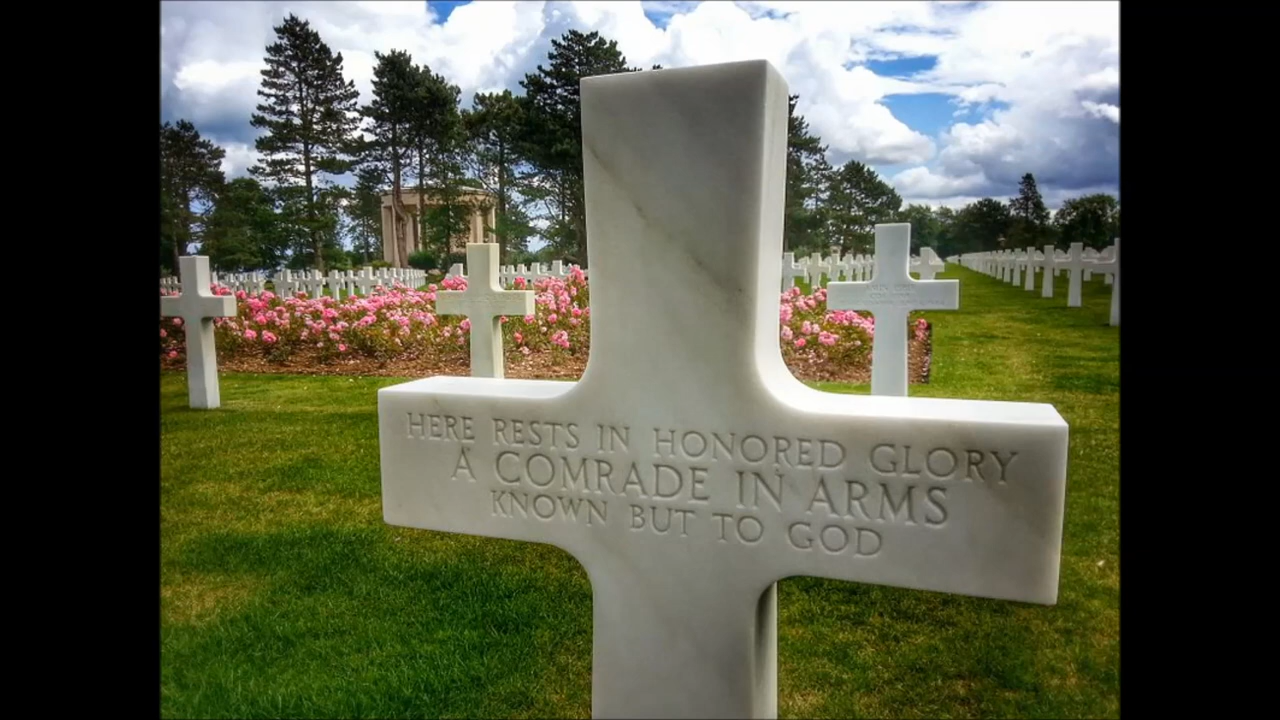 HERE RESTS IN HONORED GLORY
A COMRADE IN ARMS
KNOWN BUT TO GOD